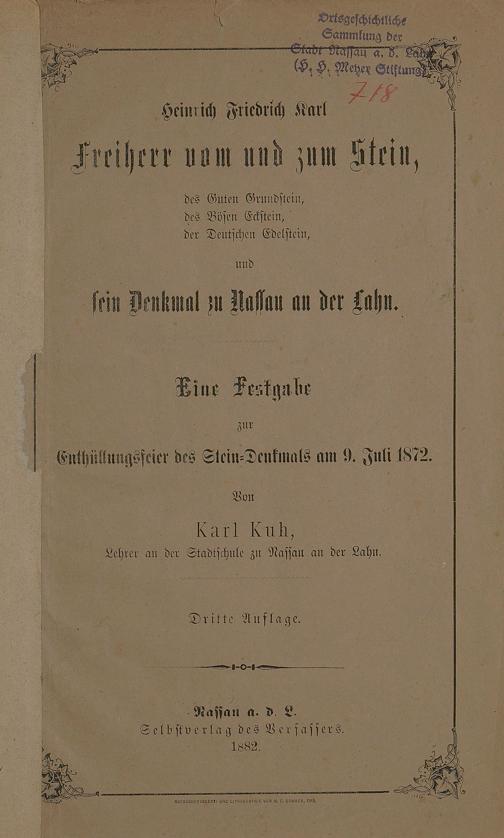 Ortsgeschichtliche
Sammlung der
Stadt Nassau a. d. Lahn
(H. H. Meyer Stiftung)
718
Heinrich Friedrich Karl
Freiherr vom und zum Stein,
des Guten Grundstein,
des Bösen Eckstein,
der Deutschen Edelstein,
und
sein Denkmal zu Nassau an der Lahn.
Eine Festgabe
zur
Enthüllungsfeier des Stein-Denkmals am 9. Juli 1872.
Von
Karl Kuh,
Lehrer an der Stadtschule zu Nassau an der Lahn.
Dritte Auflage.
Nassau a. d. L.
Selbstverlag des Verfassers.
1882.